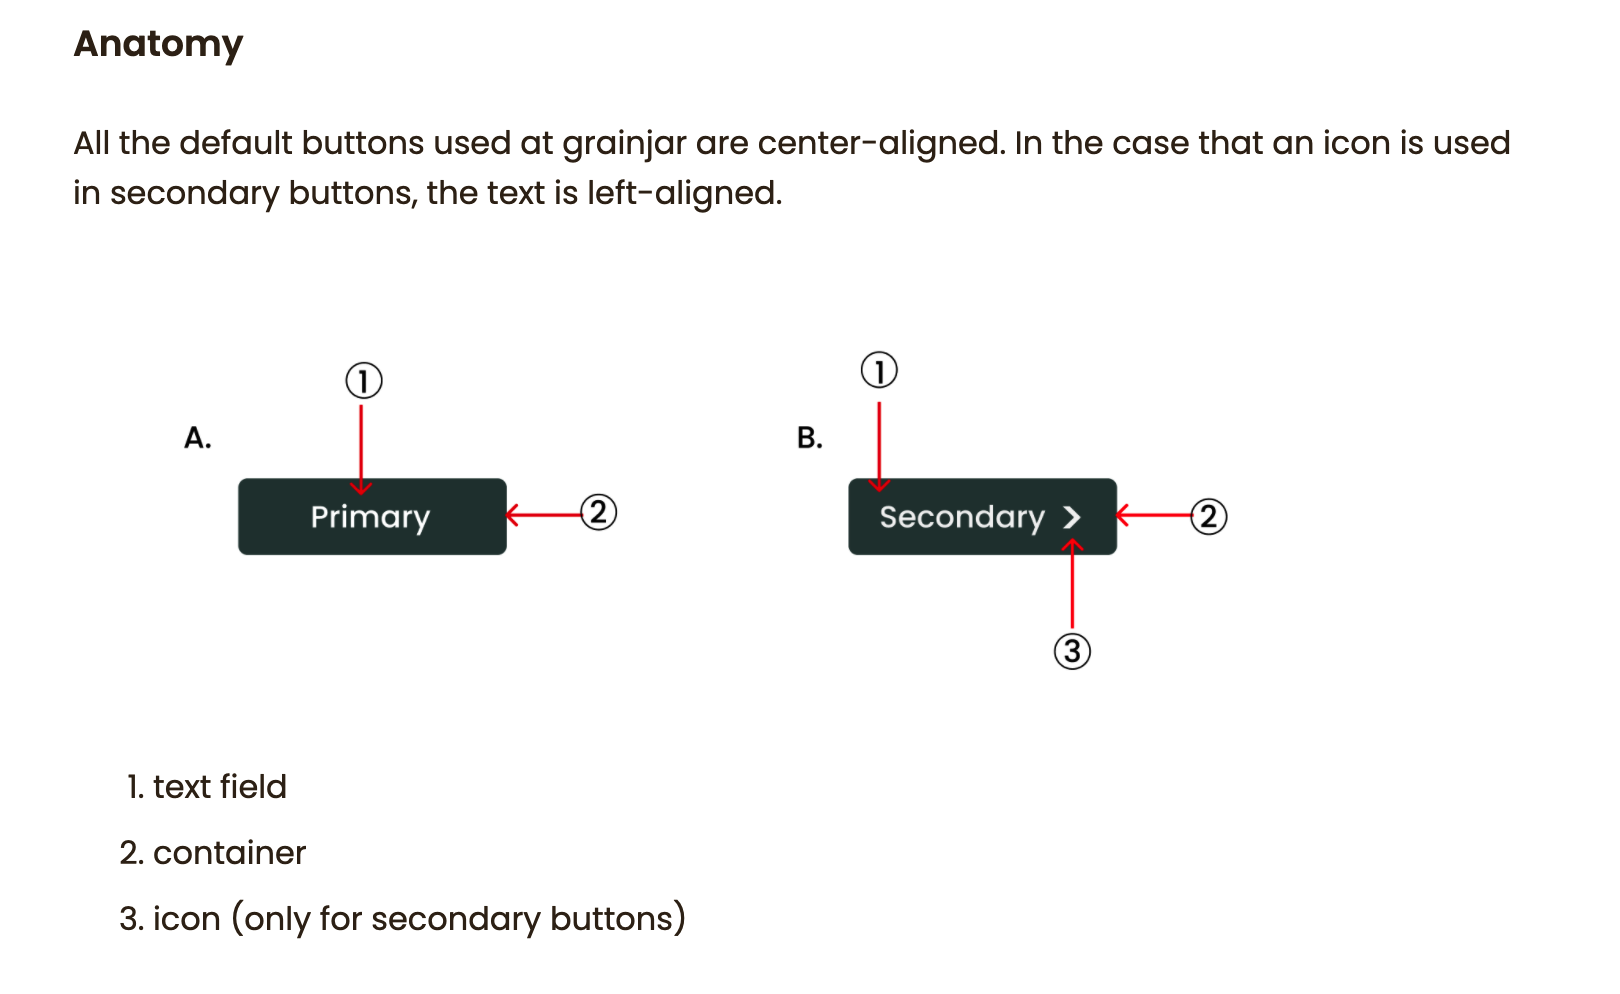 Anatomy
All the default buttons used at grainjar are center-aligned. In the case that an icon is used
in secondary buttons, the text is left-aligned.
①
①
A.
B.
Primary
②
Secondary >
②
③
1. text field
2. container
3. icon (only for secondary buttons)